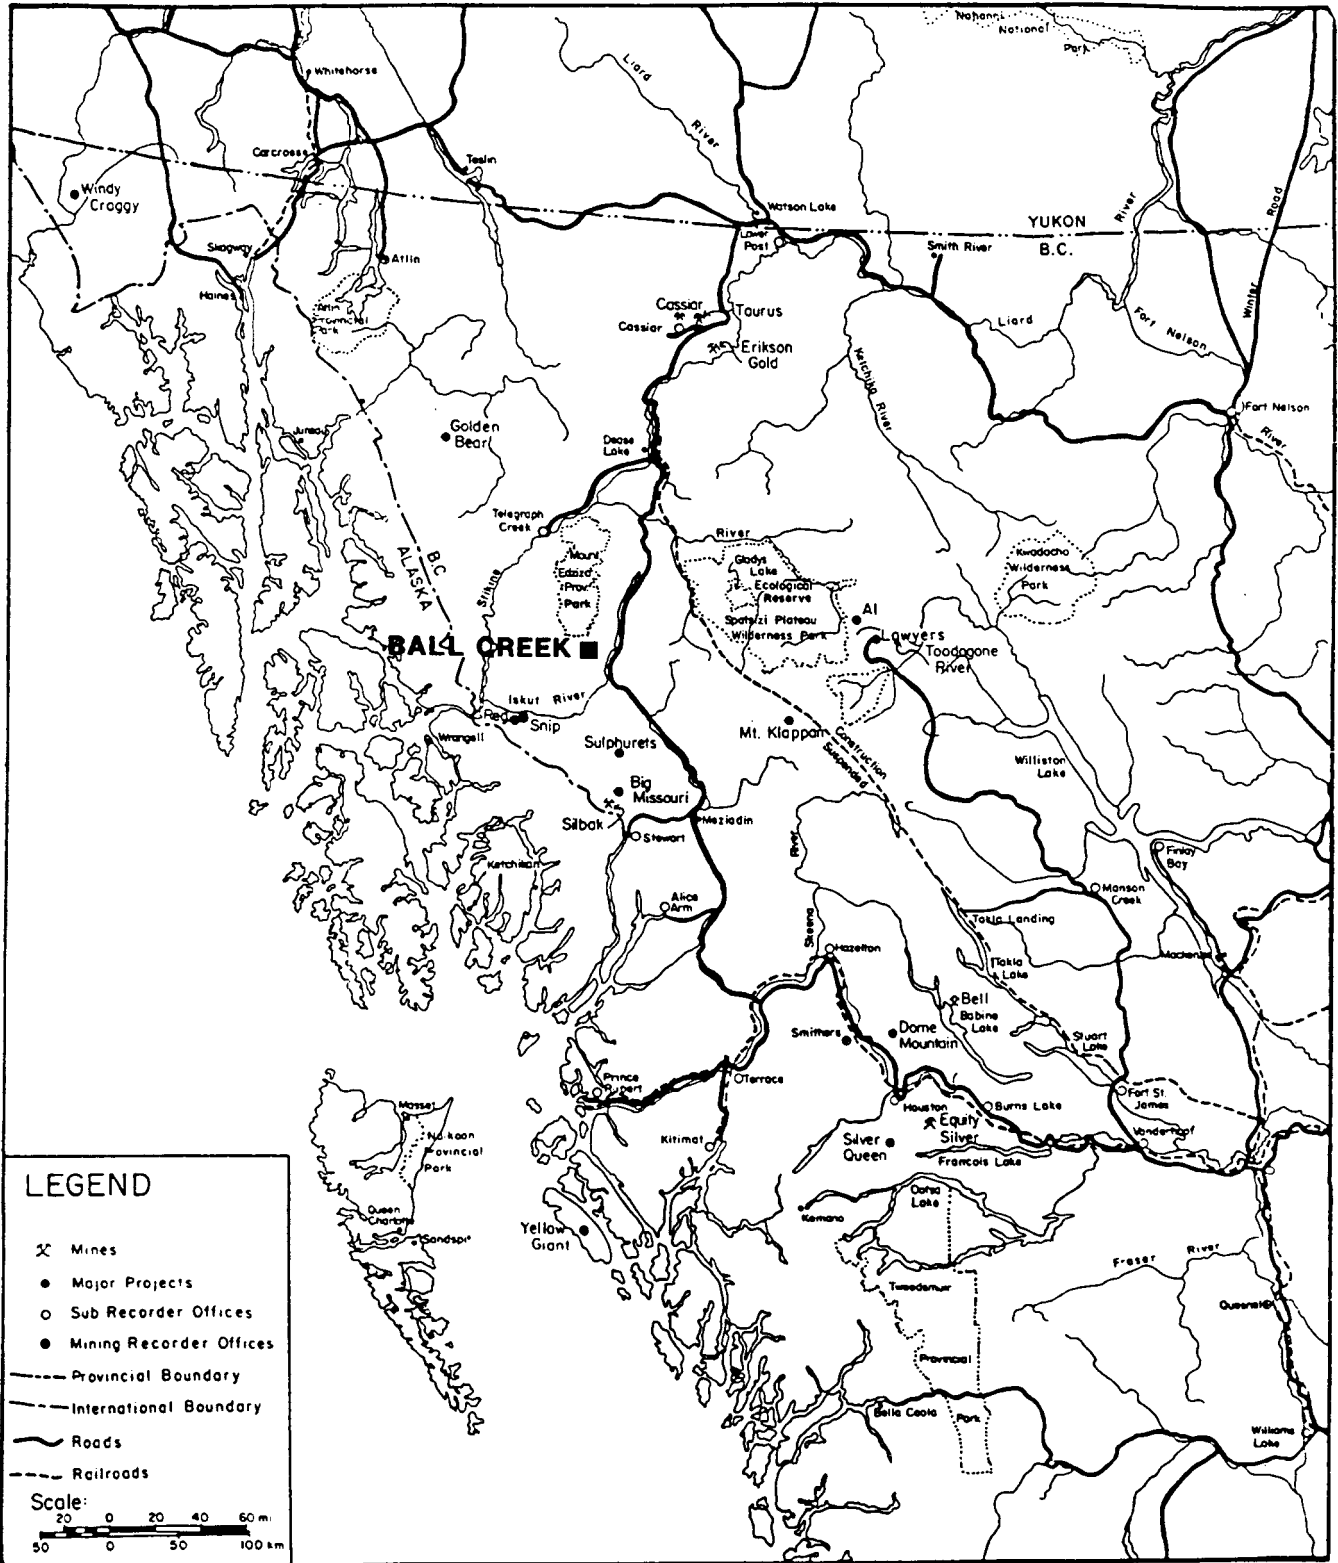 Nahanni
National
Park
Whitehorse
Liard
River
Carcross
Teslin
Windy
Craggy
Watson Lake
YUKON
B.C.
River
Road
Winter
Lower
Post
Smith River
Skagway
Atlin
Haines
Atlin
Provincial
Park
Cassiar
Taurus
Cassiar
Erikson
Gold
Liard
Fort Nelson
Ketchika River
Fort Nelson
River
Golden
Bear
Juneau
Dease
Lake
Telegraph
Creek
River
B.C.
ALASKA
Stikine
Mount
Edziza
Prov.
Park
Gladys
Lake
Ecological
Reserve
Spatsizi Plateau
Wilderness Park
Kwadacha
Wilderness
Park
Al
Lawyers
Toodoggone
River
BALL CREEK
Iskut River
Reg
Snip
Wrangell
Sulphurets
Mt. Klappan
Construction
Suspended
Williston
Lake
Big
Missouri
Silbak
Meziadin
Stewart
River
Finlay
Bay
Ketchikan
Alice
Arm
Manson
Creek
Takla Landing
Skeena
Hazelton
Takla
Lake
Mackenzie
Bell
Babine
Lake
Smithers
Dome
Mountain
Stuart
Lake
Prince
Rupert
Terrace
Fort St.
James
Masset
Houston
Burns Lake
Equity
Silver
Vanderhoof
Naikoon
Provincial
Park
Kitimat
Silver
Queen
Francois Lake
Queen
Charlotte
Sandspit
Ootsa
Lake
Kemano
Yellow
Giant
Fraser River
Tweedsmuir
Quesnel
Provincial
Bella Coola
Park
Williams
Lake
LEGEND
Mines
Major Projects
Sub Recorder Offices
Mining Recorder Offices
Provincial Boundary
International Boundary
Roads
Railroads
Scale:
20 0 20 40 60 mi
50 0 50 100 km